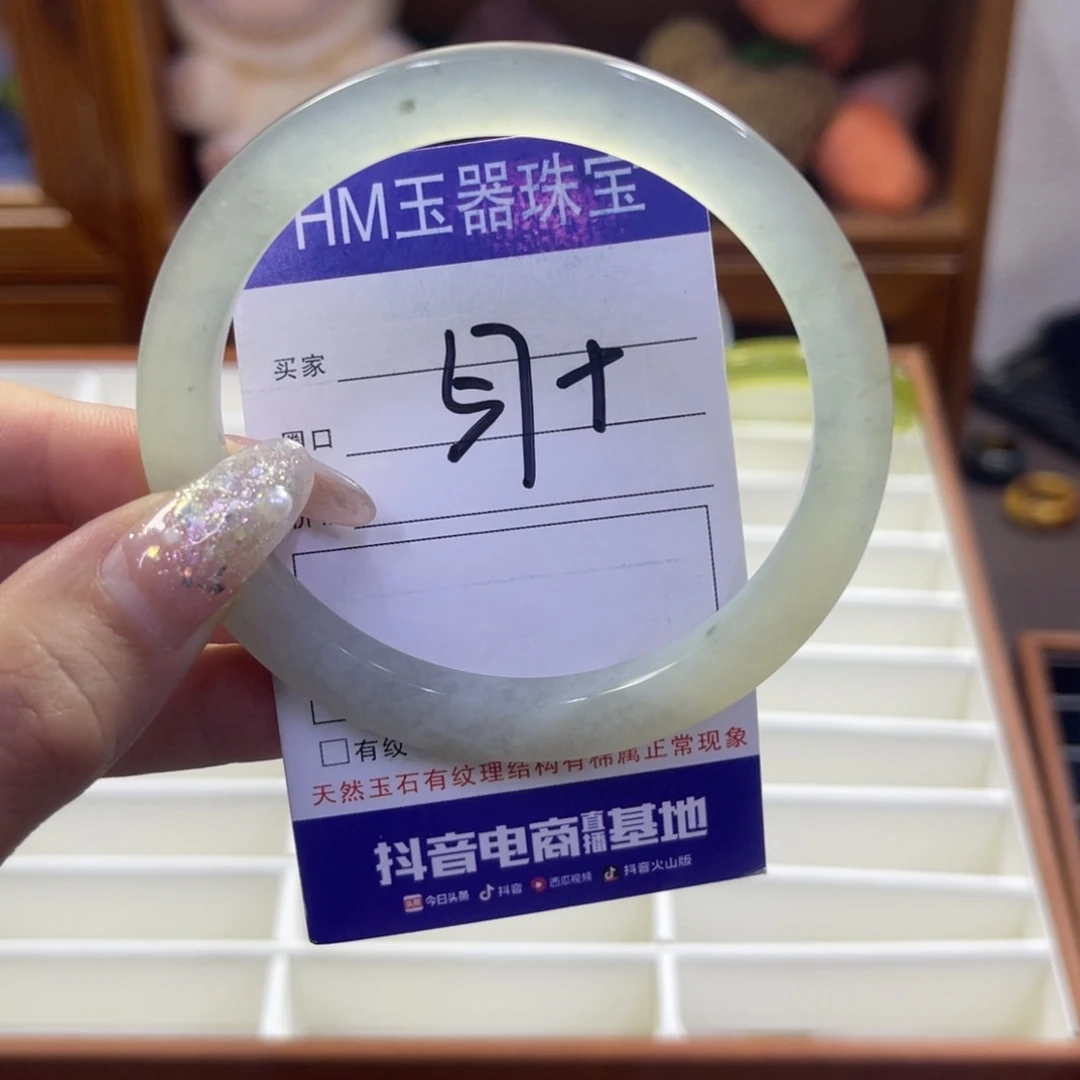 HM玉器珠宝
买家
圈口
有纹
天然玉石有纹理结构有棉属正常现象
抖音电商直播基地
头条 今日头条 抖音 西瓜视频 抖音火山版